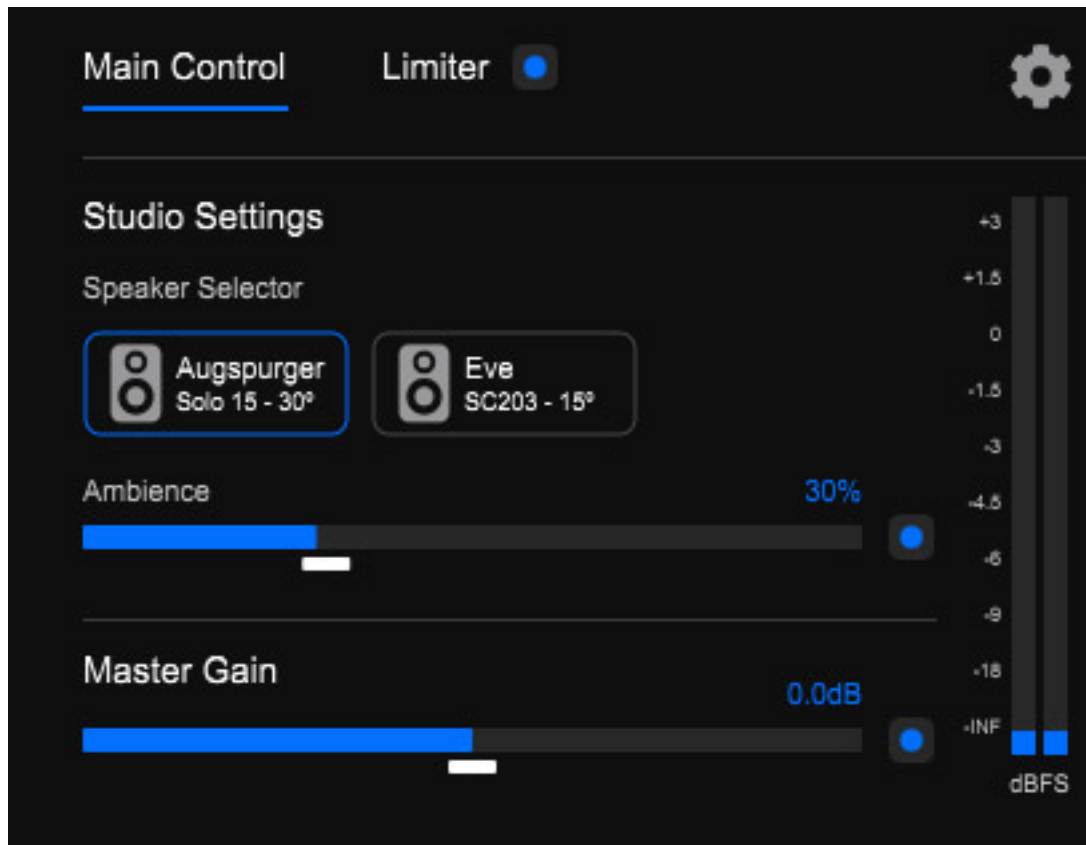 Main Control
Limiter
Studio Settings
Speaker Selector
Augspurger
Solo 15 - 30º
Eve
SC203 - 15º
Ambience
30%
Master Gain
0.0dB
+3
+1.5
0
-1.5
-3
-4.5
-6
-9
-18
-INF
dBFS